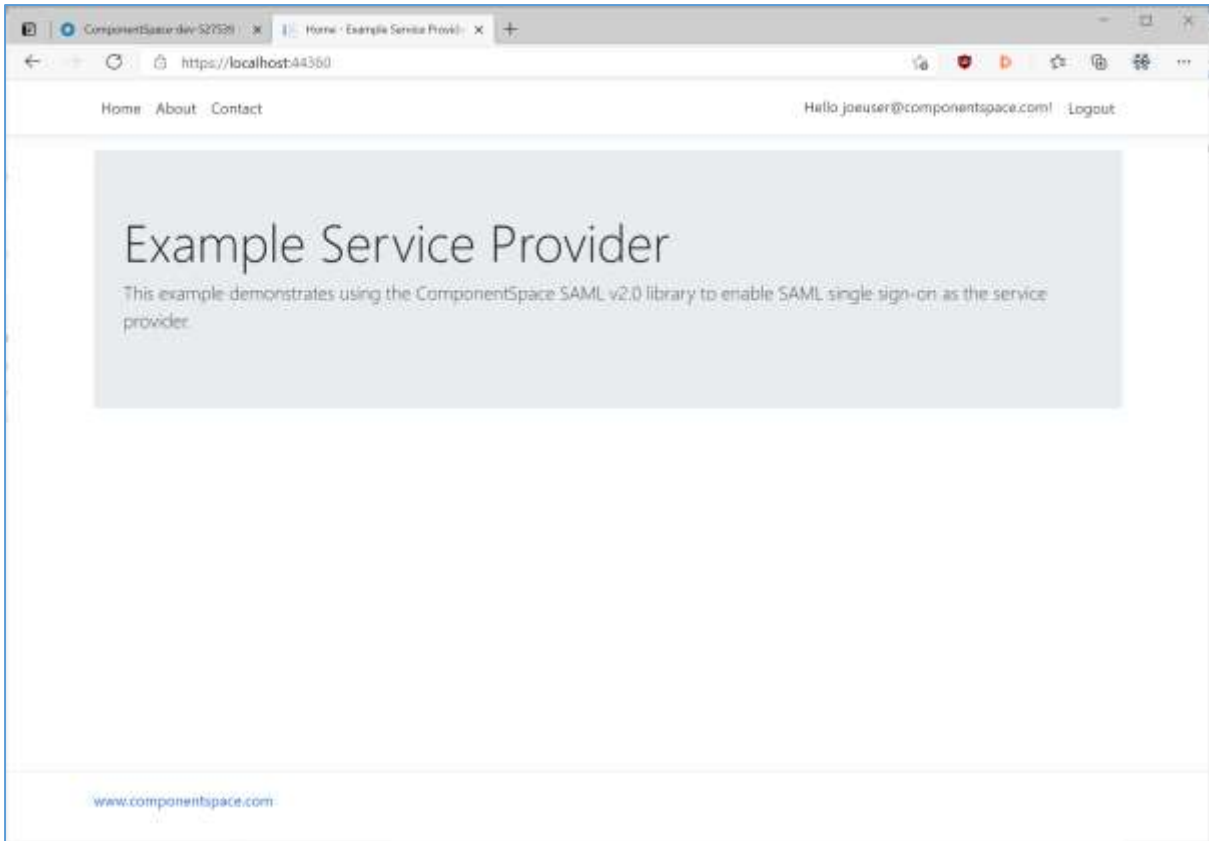 ComponentSpace-dev-527539
Home - Example Service Provid
https://localhost:44360
Home About Contact
Hello joeuser@componentspace.com! Logout
Example Service Provider
This example demonstrates using the ComponentSpace SAML v2.0 library to enable SAML single sign-on as the service
provider.
www.componentspace.com